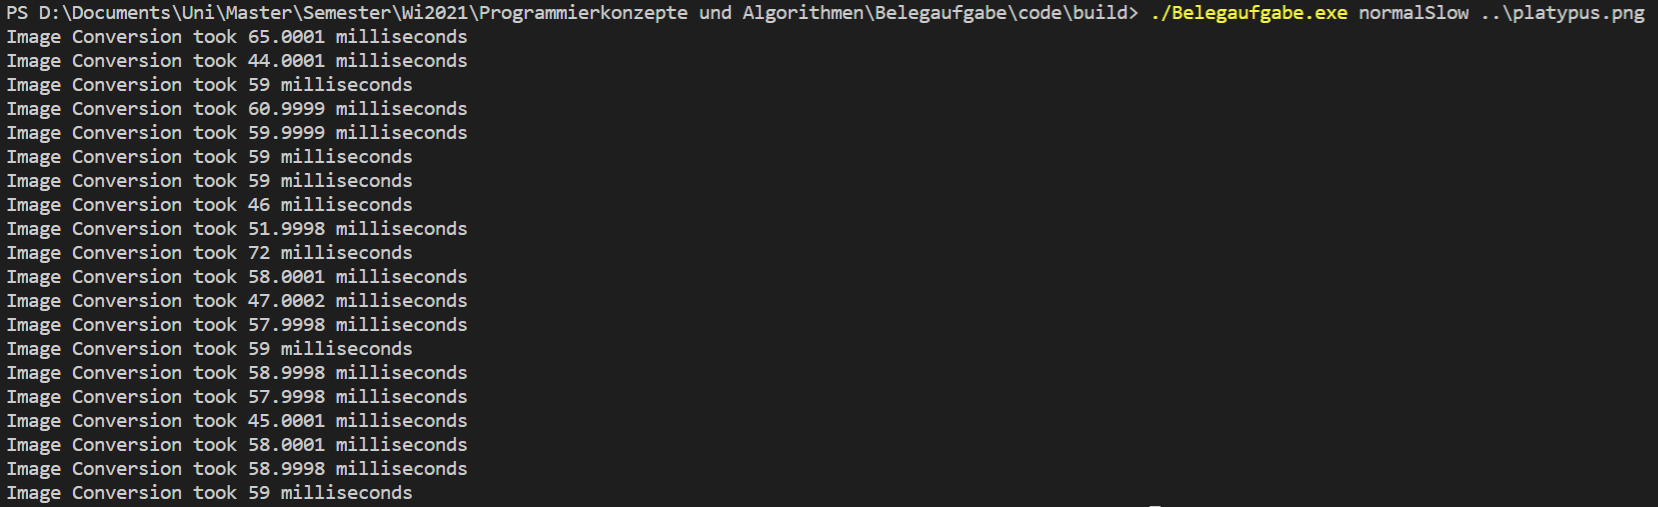 PS D:\Documents\Uni\Master\Semester\Wi2021\Programmierkonzepte und Algorithmen\Belegaufgabe\code\build> ./Belegaufgabe.exe normalSlow ..\platypus.png
Image Conversion took 65.0001 milliseconds
Image Conversion took 44.0001 milliseconds
Image Conversion took 59 milliseconds
Image Conversion took 60.9999 milliseconds
Image Conversion took 59.9999 milliseconds
Image Conversion took 59 milliseconds
Image Conversion took 59 milliseconds
Image Conversion took 46 milliseconds
Image Conversion took 51.9998 milliseconds
Image Conversion took 72 milliseconds
Image Conversion took 58.0001 milliseconds
Image Conversion took 47.0002 milliseconds
Image Conversion took 57.9998 milliseconds
Image Conversion took 59 milliseconds
Image Conversion took 58.9998 milliseconds
Image Conversion took 57.9998 milliseconds
Image Conversion took 45.0001 milliseconds
Image Conversion took 58.0001 milliseconds
Image Conversion took 58.9998 milliseconds
Image Conversion took 59 milliseconds